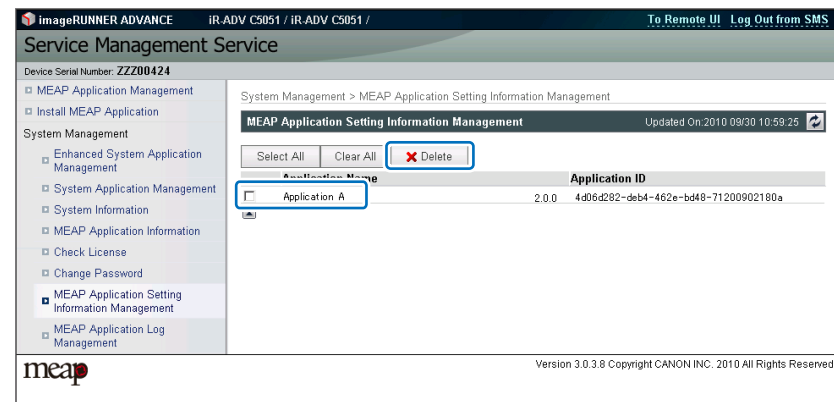 imageRUNNER ADVANCE iR-ADV C5051 / iR-ADV C5051 / To Remote UI Log Out from SMS
Service Management Service
Device Serial Number: ZZZ00424
MEAP Application Management
Install MEAP Application
System Management
Enhanced System Application
Management
System Application Management
System Information
MEAP Application Information
Check License
Change Password
MEAP Application Setting
Information Management
MEAP Application Log
Management
System Management > MEAP Application Setting Information Management
MEAP Application Setting Information Management Updated On:2010 09/30 10:59:25
Select All Clear All Delete
Application Name Application ID
Application A 2.0.0 4d06d282-deb4-462e-bd48-71200902180a
meap Version 3.0.3.8 Copyright CANON INC. 2010 All Rights Reserved